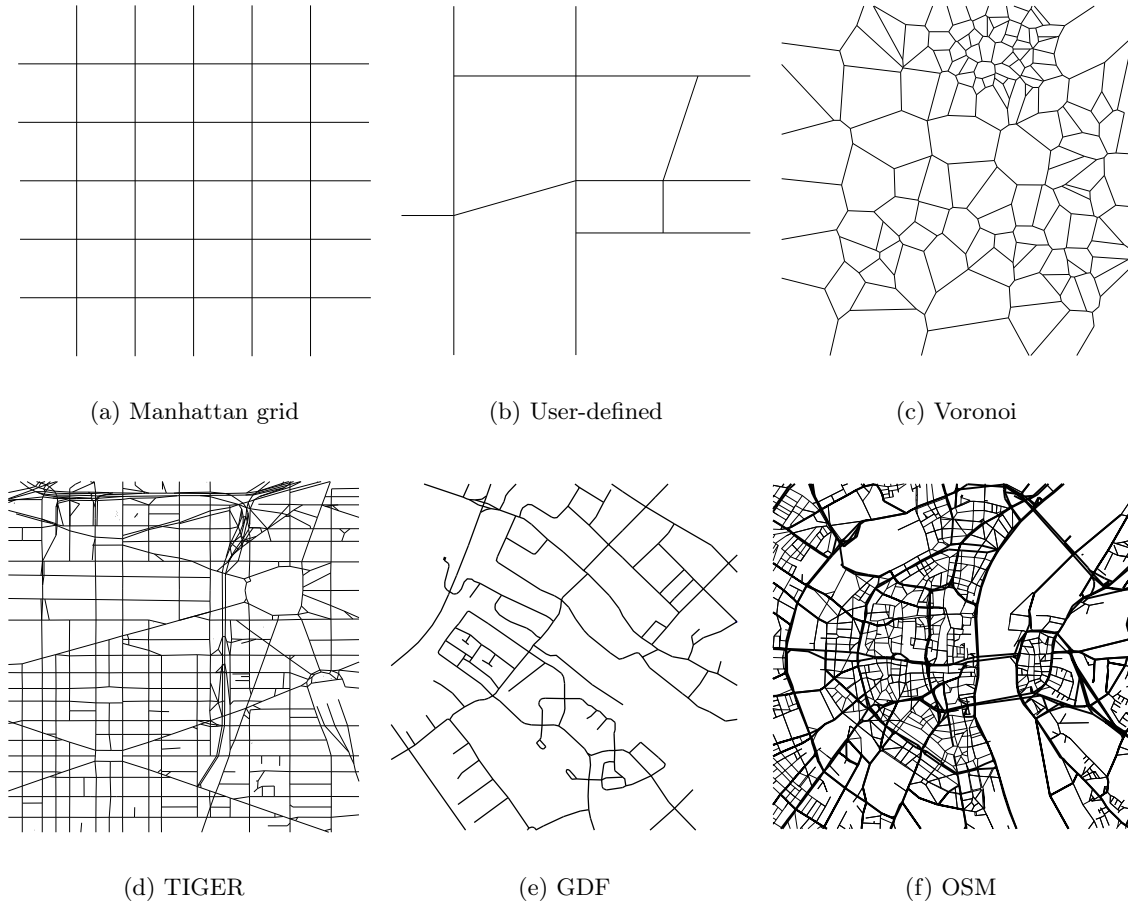 (a) Manhattan grid
(b) User-defined
(c) Voronoi
(d) TIGER
(e) GDF
(f) OSM